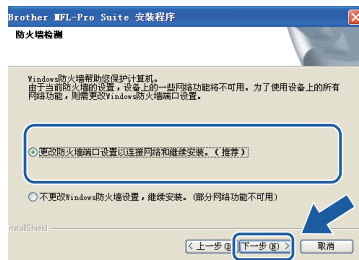 Brother MFL-Pro Suite 安装程序
防火墙检测
Windows防火墙帮助您保护计算机。
由于当前防火墙的设置，设备上的一些网络功能将不可用。为了使用设备上的所有
网络功能，则需更改Windows防火墙端口设置。
更改防火墙端口设置以连接网络和继续安装。（推荐）
不更改Windows防火墙设置，继续安装。（部分网络功能不可用）
InstallShield
< 上一步(B) 下一步(N) > 取消